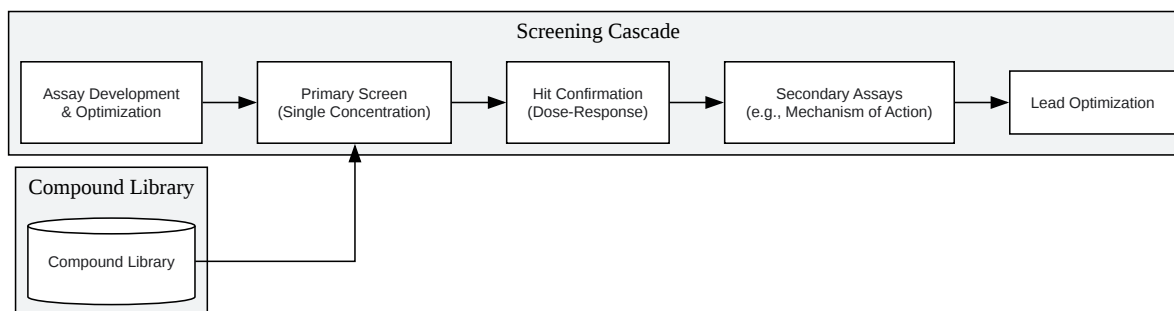 Screening Cascade
Assay Development
& Optimization
Primary Screen
(Single Concentration)
Hit Confirmation
(Dose-Response)
Secondary Assays
(e.g., Mechanism of Action)
Lead Optimization
Compound Library
Compound Library